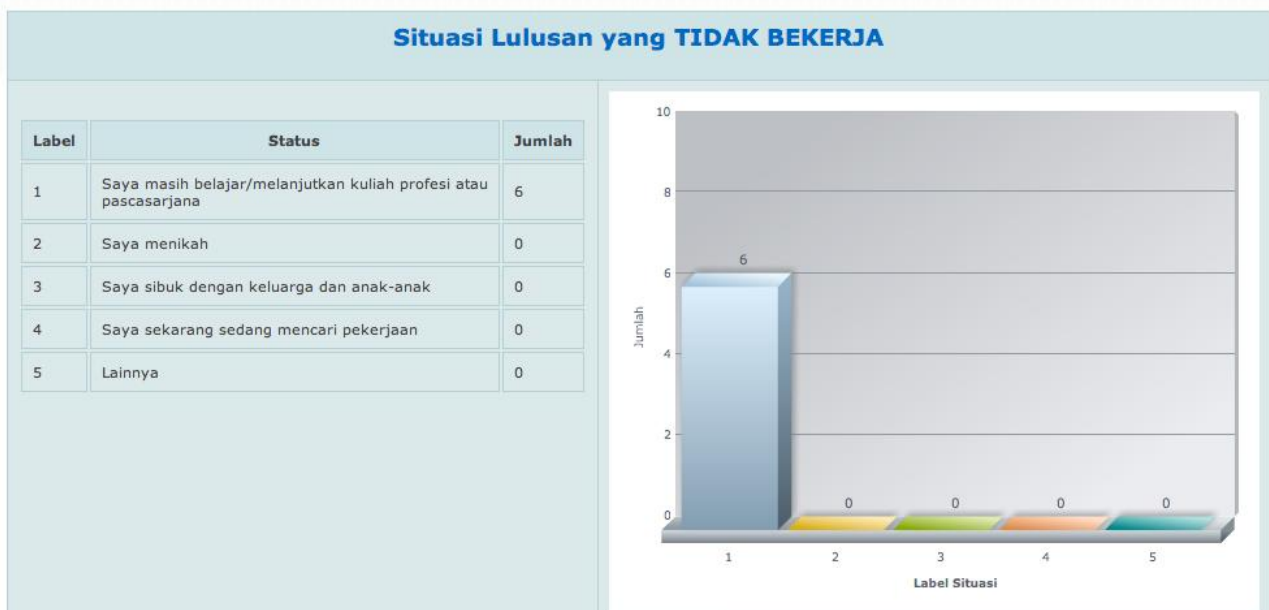 Situasi Lulusan yang TIDAK BEKERJA
Label Status Jumlah
1 Saya masih belajar/melanjutkan kuliah profesi atau pascasarjana 6
2 Saya menikah 0
3 Saya sibuk dengan keluarga dan anak-anak 0
4 Saya sekarang sedang mencari pekerjaan 0
5 Lainnya 0
10
8
6
4
2
0
Jumlah
6
0 0 0 0
1 2 3 4 5
Label Situasi